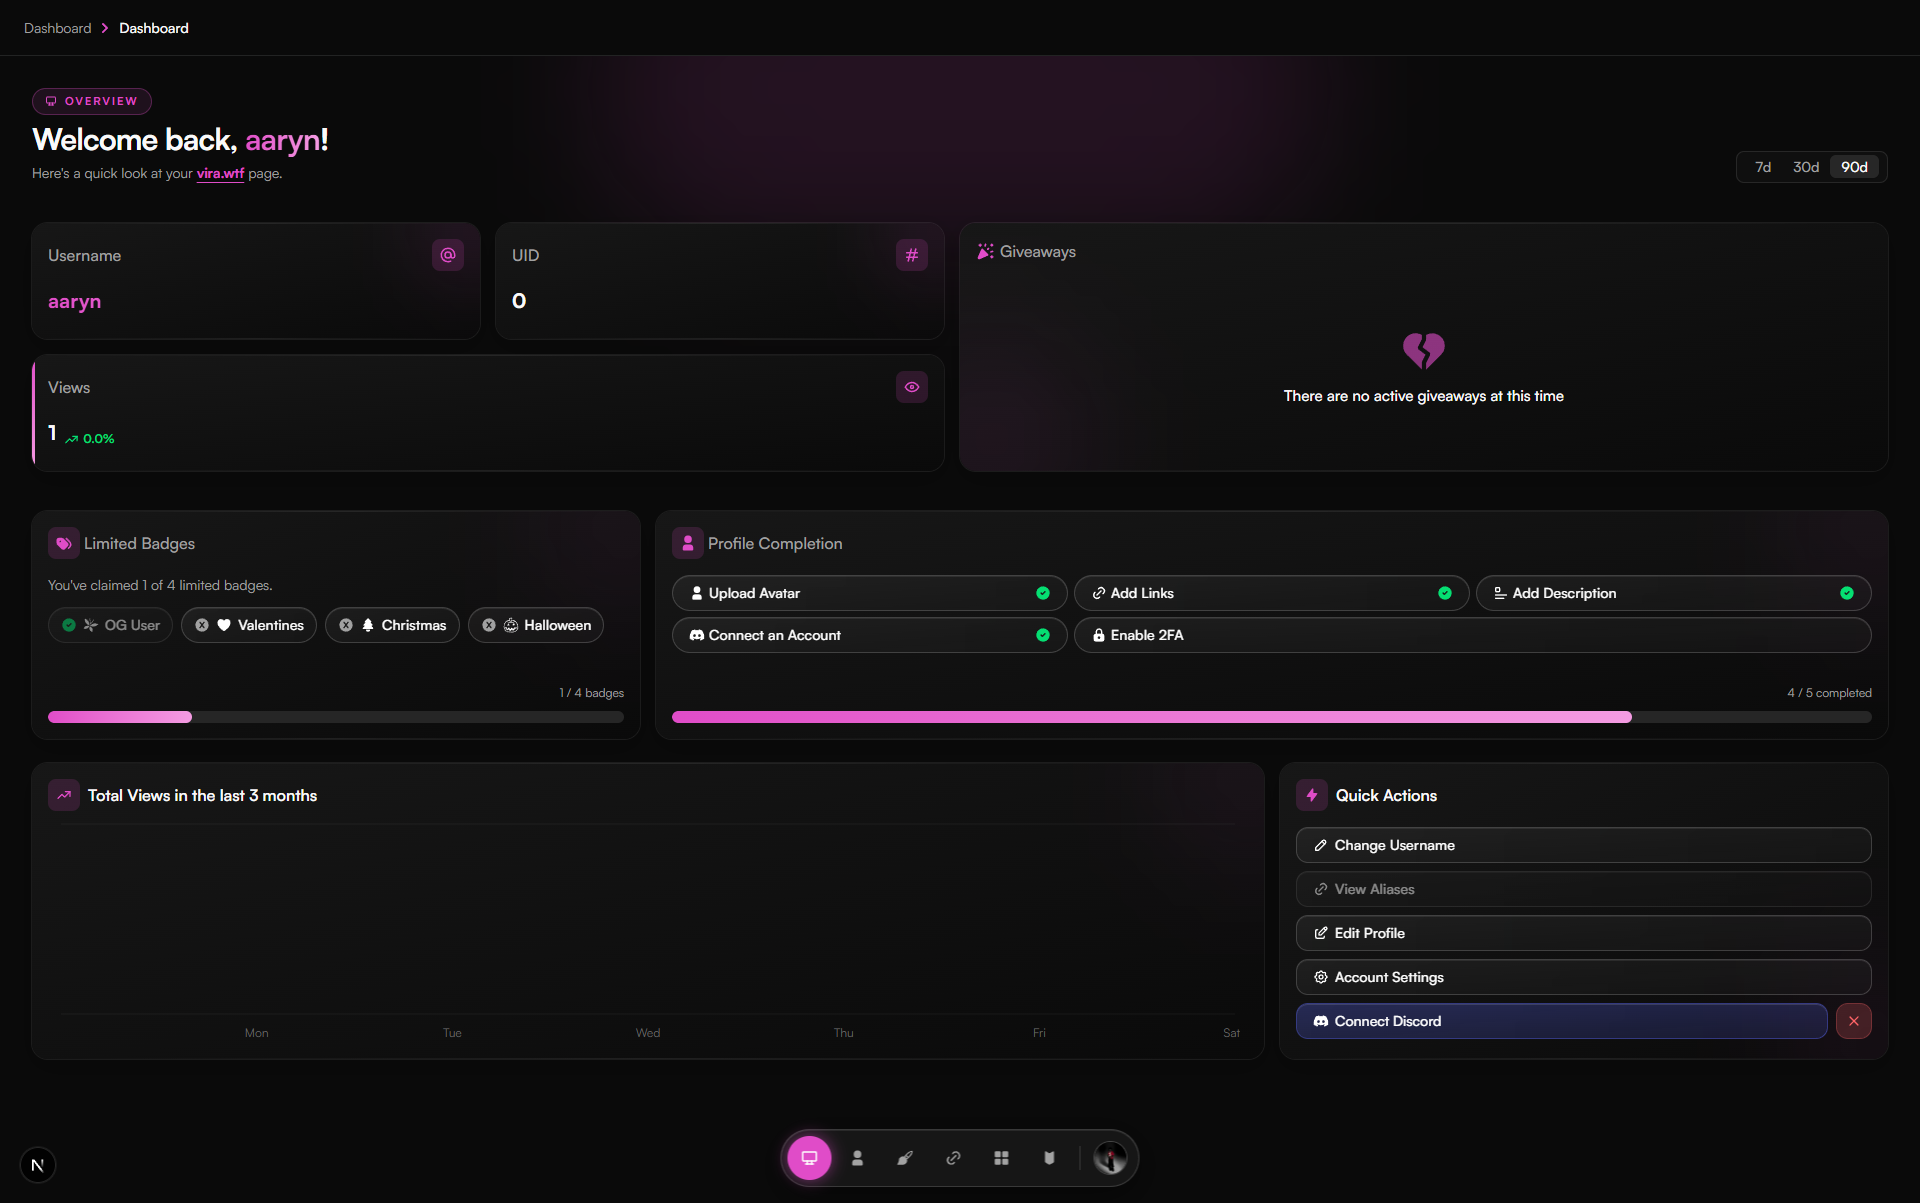 Dashboard > Dashboard
OVERVIEW
Welcome back, aaryn!
Here's a quick look at your vira.wtf page.
7d 30d 90d
Username
@
aaryn
UID
#
0
Giveaways
There are no active giveaways at this time
Views
1 0.0%
Limited Badges
You've claimed 1 of 4 limited badges.
OG User
Valentines
Christmas
Halloween
1 / 4 badges
Profile Completion
Upload Avatar
Add Links
Add Description
Connect an Account
Enable 2FA
4 / 5 completed
Total Views in the last 3 months
Mon Tue Wed Thu Fri Sat
Quick Actions
Change Username
View Aliases
Edit Profile
Account Settings
Connect Discord
N